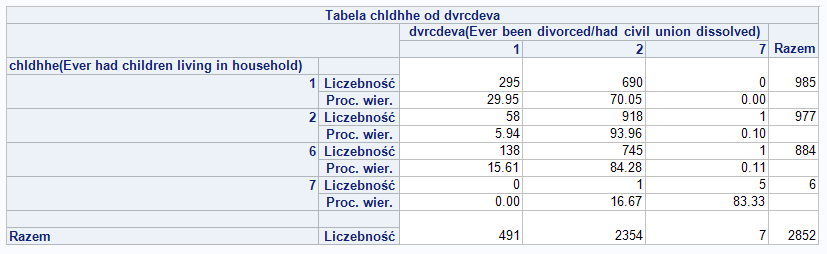 Tabela chldhhe od dvrcdeva
dvrcdeva(Ever been divorced/had civil union dissolved)
1 2 7 Razem
chldhhe(Ever had children living in household)
1 Liczebność 295 690 0 985
Proc. wier. 29.95 70.05 0.00
2 Liczebność 58 918 1 977
Proc. wier. 5.94 93.96 0.10
6 Liczebność 138 745 1 884
Proc. wier. 15.61 84.28 0.11
7 Liczebność 0 1 5 6
Proc. wier. 0.00 16.67 83.33
Razem Liczebność 491 2354 7 2852